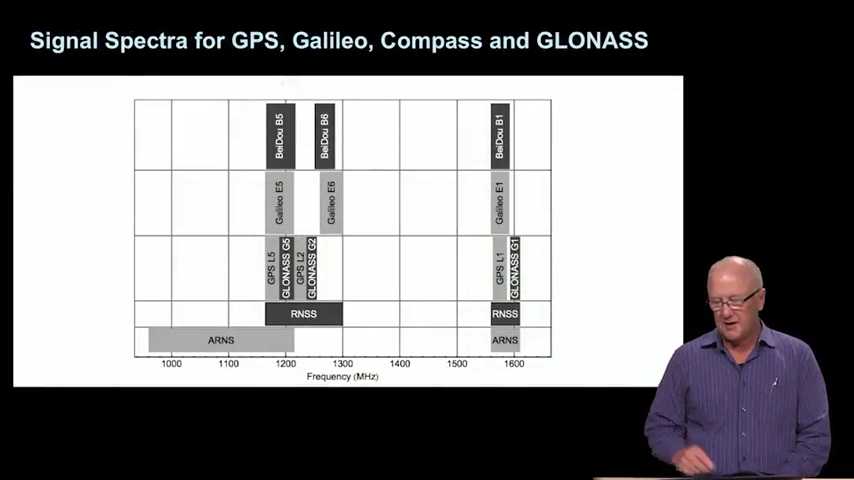 Signal Spectra for GPS, Galileo, Compass and GLONASS
BeiDou B5
BeiDou B6
BeiDou B1
Galileo E5
Galileo E6
Galileo E1
GPS L5
GLONASS G5
GPS L2
GLONASS G2
GPS L1
GLONASS G1
RNSS
RNSS
ARNS
ARNS
1000 1100 1200 1300 1400 1500 1600
Frequency (MHz)